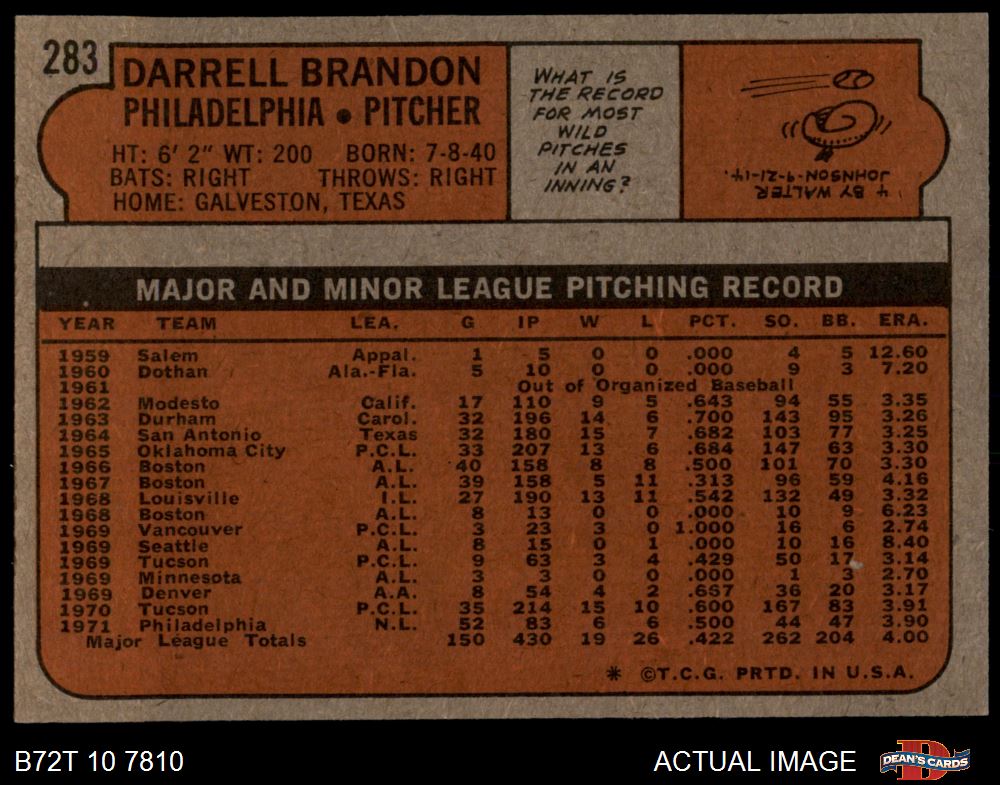 283
DARRELL BRANDON
PHILADELPHIA • PITCHER
HT: 6' 2" WT: 200 BORN: 7-8-40
BATS: RIGHT THROWS: RIGHT
HOME: GALVESTON, TEXAS
WHAT IS
THE RECORD
FOR MOST
WILD
PITCHES
IN AN
INNING?
4 BY WALTER
JOHNSON 9-21-14.
MAJOR AND MINOR LEAGUE PITCHING RECORD
YEAR TEAM LEA. G IP W L PCT. SO. BB. ERA.
1959 Salem Appal. 1 5 0 0 .000 4 5 12.60
1960 Dothan Ala.-Fla. 5 10 0 0 .000 9 3 7.20
1961 Out of Organized Baseball
1962 Modesto Calif. 17 110 9 5 .643 94 55 3.35
1963 Durham Carol. 32 196 14 6 .700 143 95 3.26
1964 San Antonio Texas 32 180 15 7 .682 103 77 3.25
1965 Oklahoma City P.C.L. 33 207 13 6 .684 147 63 3.30
1966 Boston A.L. 40 158 8 8 .500 101 70 3.30
1967 Boston A.L. 39 158 5 11 .313 96 59 4.16
1968 Louisville I.L. 27 190 13 11 .542 132 49 3.32
1968 Boston A.L. 8 13 0 0 .000 10 9 6.23
1969 Vancouver P.C.L. 3 23 3 0 1.000 16 6 2.74
1969 Seattle A.L. 8 15 0 1 .000 10 16 8.40
1969 Tucson P.C.L. 9 63 3 4 .429 50 17 3.14
1969 Minnesota A.L. 3 3 0 0 .000 1 3 2.70
1969 Denver A.A. 8 54 4 2 .667 36 20 3.17
1970 Tucson P.C.L. 35 214 15 10 .600 167 83 3.91
1971 Philadelphia N.L. 52 83 6 6 .500 44 47 3.90
Major League Totals 150 430 19 26 .422 262 204 4.00
* ©T.C.G. PRTD. IN U.S.A.
B72T 10 7810
ACTUAL IMAGE
D
DEAN'S CARDS